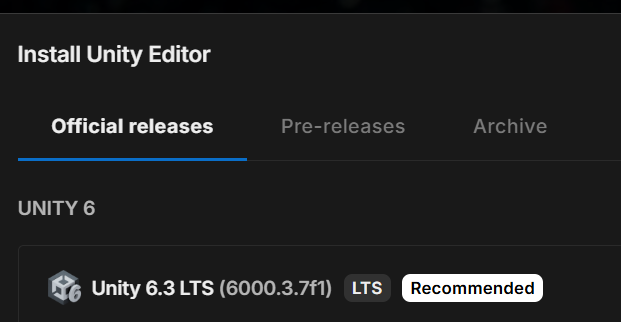 Install Unity Editor
Official releases Pre-releases Archive
UNITY 6
6 Unity 6.3 LTS (6000.3.7f1) LTS Recommended